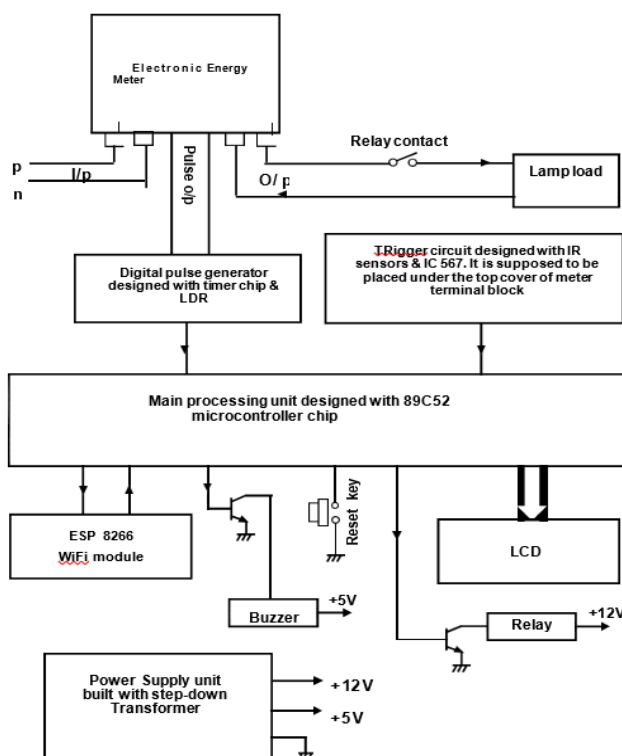 Electronic Energy
Meter
p
I/p
n
Pulse o/p
O/ p
Relay contact
Lamp load
Digital pulse generator
designed with timer chip &
LDR
TRigger circuit designed with IR
sensors & IC 567. It is supposed to be
placed under the top cover of meter
terminal block
Main processing unit designed with 89C52
microcontroller chip
ESP 8266
WiFi module
Reset key
LCD
Buzzer
+5V
Relay
+12V
Power Supply unit
built with step-down
Transformer
+12V
+5V